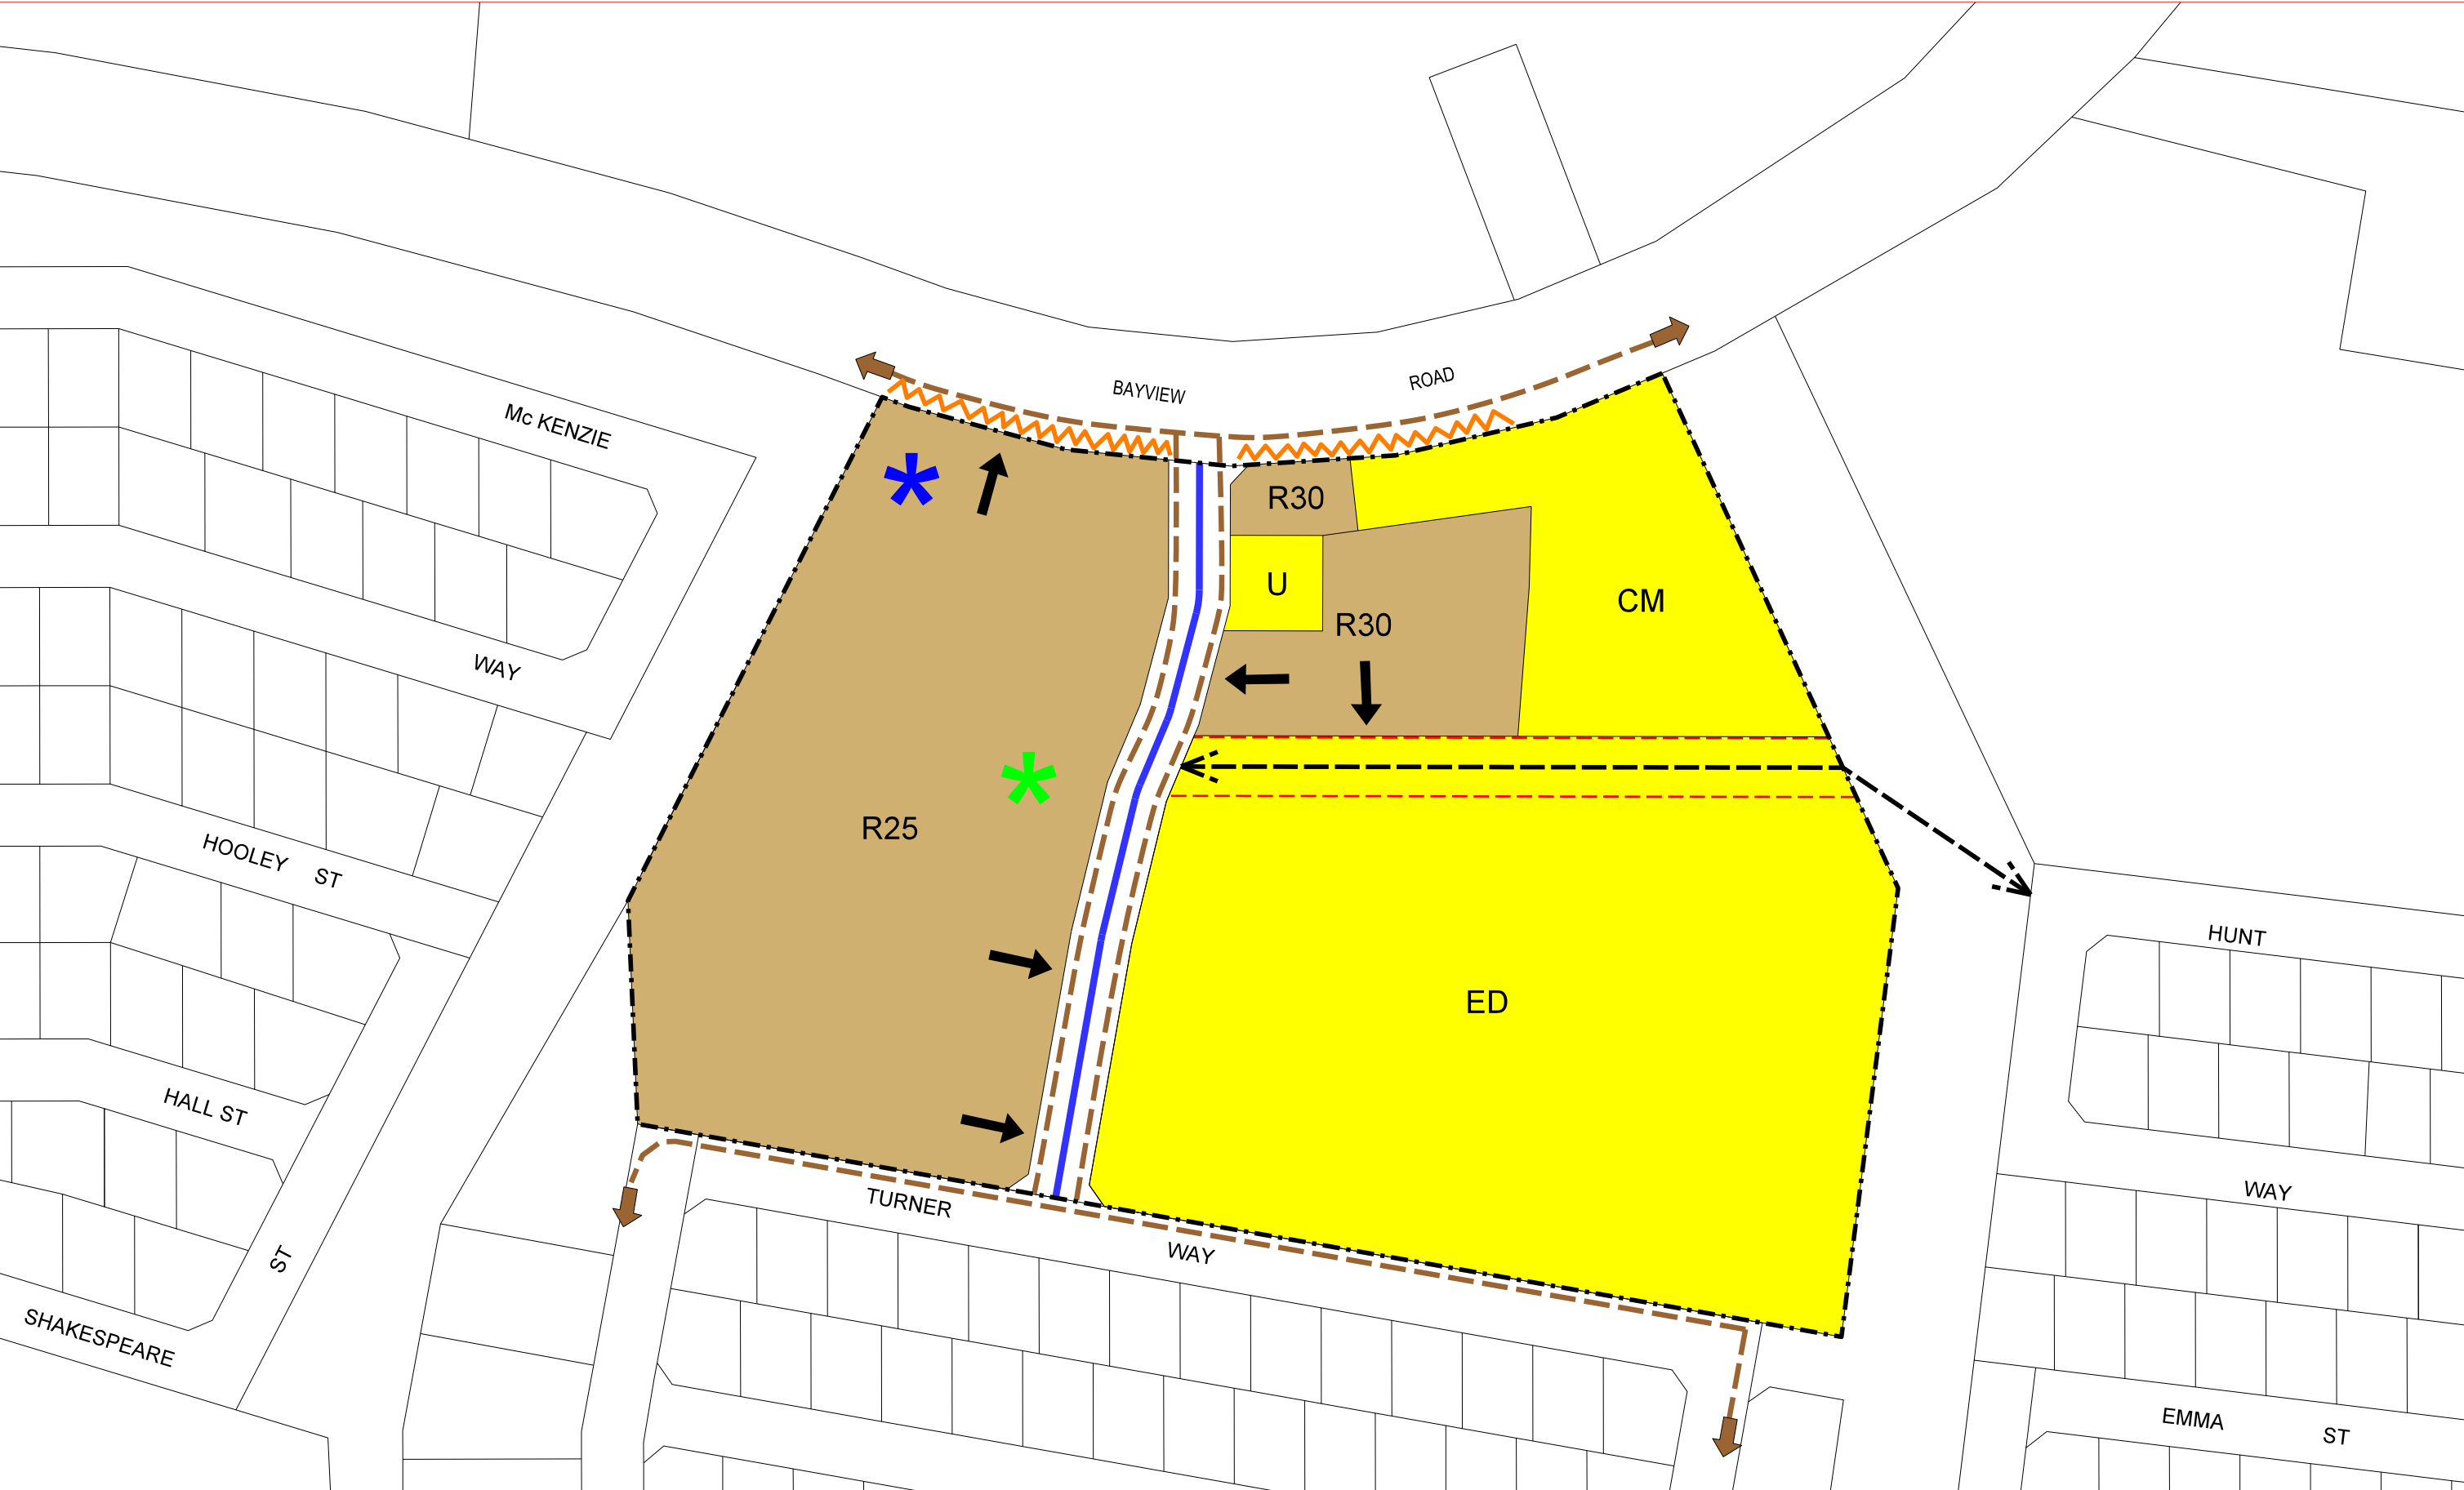 BAYVIEW
ROAD
Mc KENZIE
WAY
R30
U
R30
CM
R25
HOOLEY ST
HUNT
ED
HALL ST
WAY
TURNER
WAY
ST
SHAKESPEARE
EMMA ST